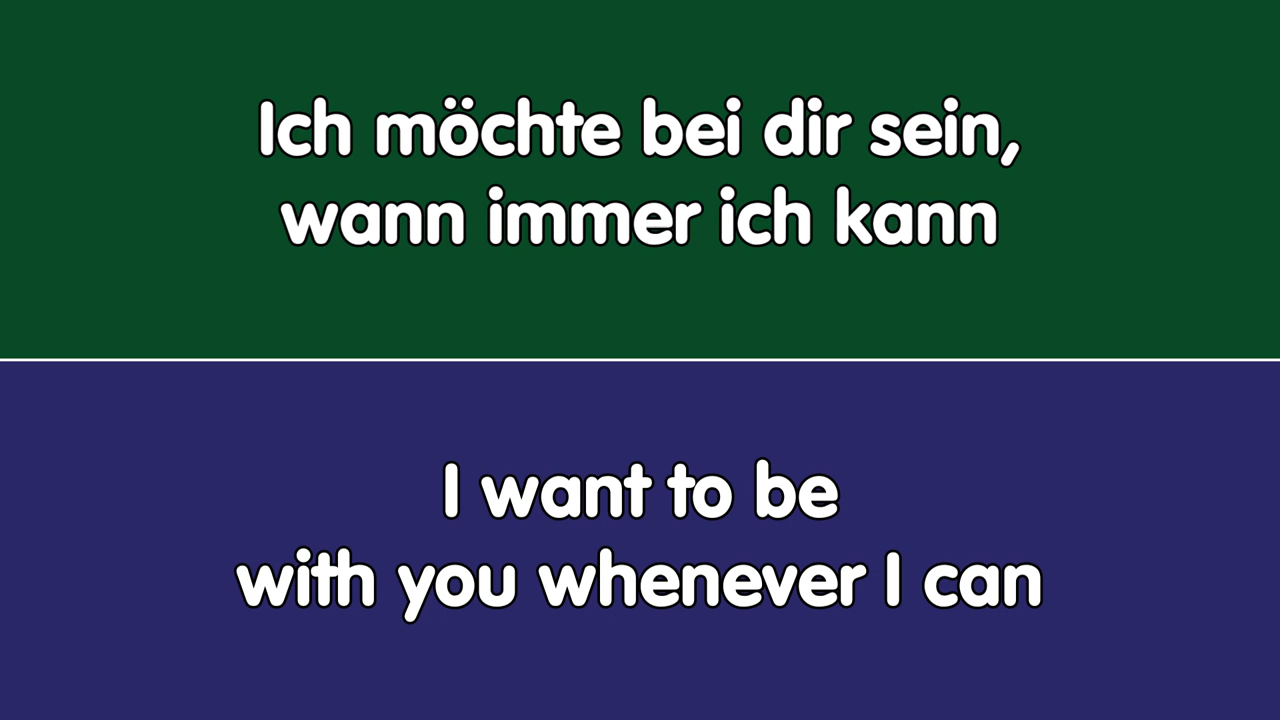 Ich möchte bei dir sein,
wann immer ich kann
I want to be
with you whenever I can